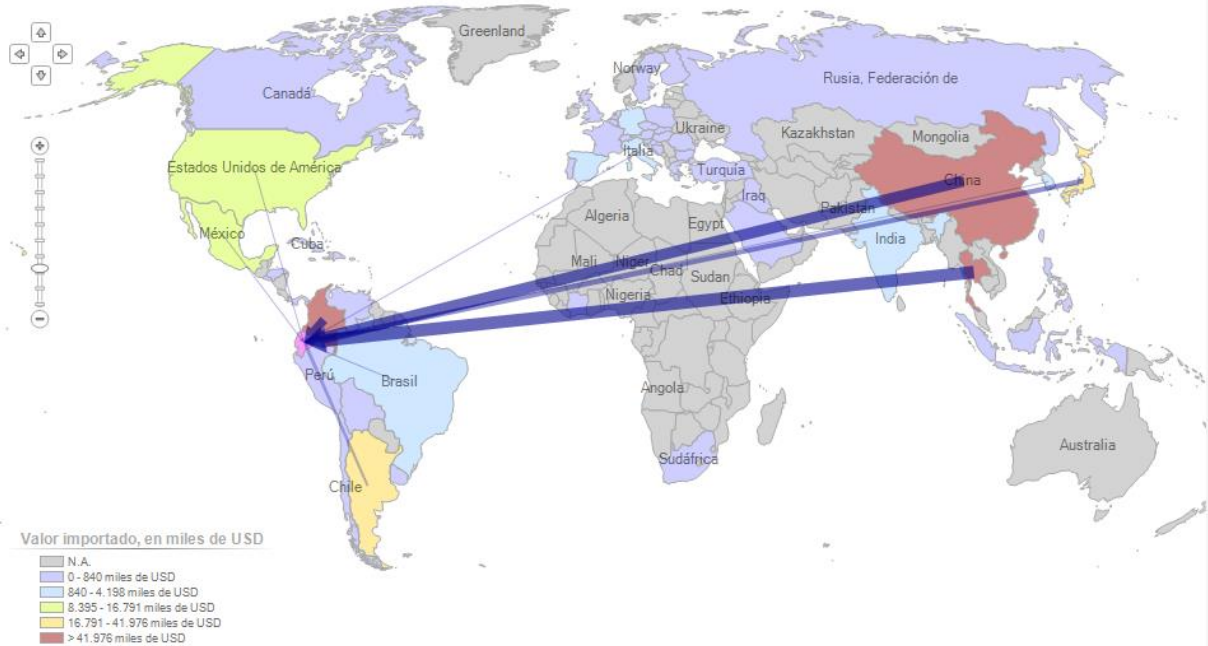 Greenland
Norway
Rusia, Federación de
Canadá
Ukraine
Kazakhstan
Mongolia
Italia
Estados Unidos de América
Turquía
China
Iraq
Pakistan
Algeria
Egypt
México
Cuba
India
Mali
Niger
Chad
Sudan
Nigeria
Ethiopia
Perú
Brasil
Angola
Australia
Sudáfrica
Chile
Valor importado, en miles de USD
N.A.
0 - 840 miles de USD
840 - 4.198 miles de USD
8.395 - 16.791 miles de USD
16.791 - 41.976 miles de USD
> 41.976 miles de USD